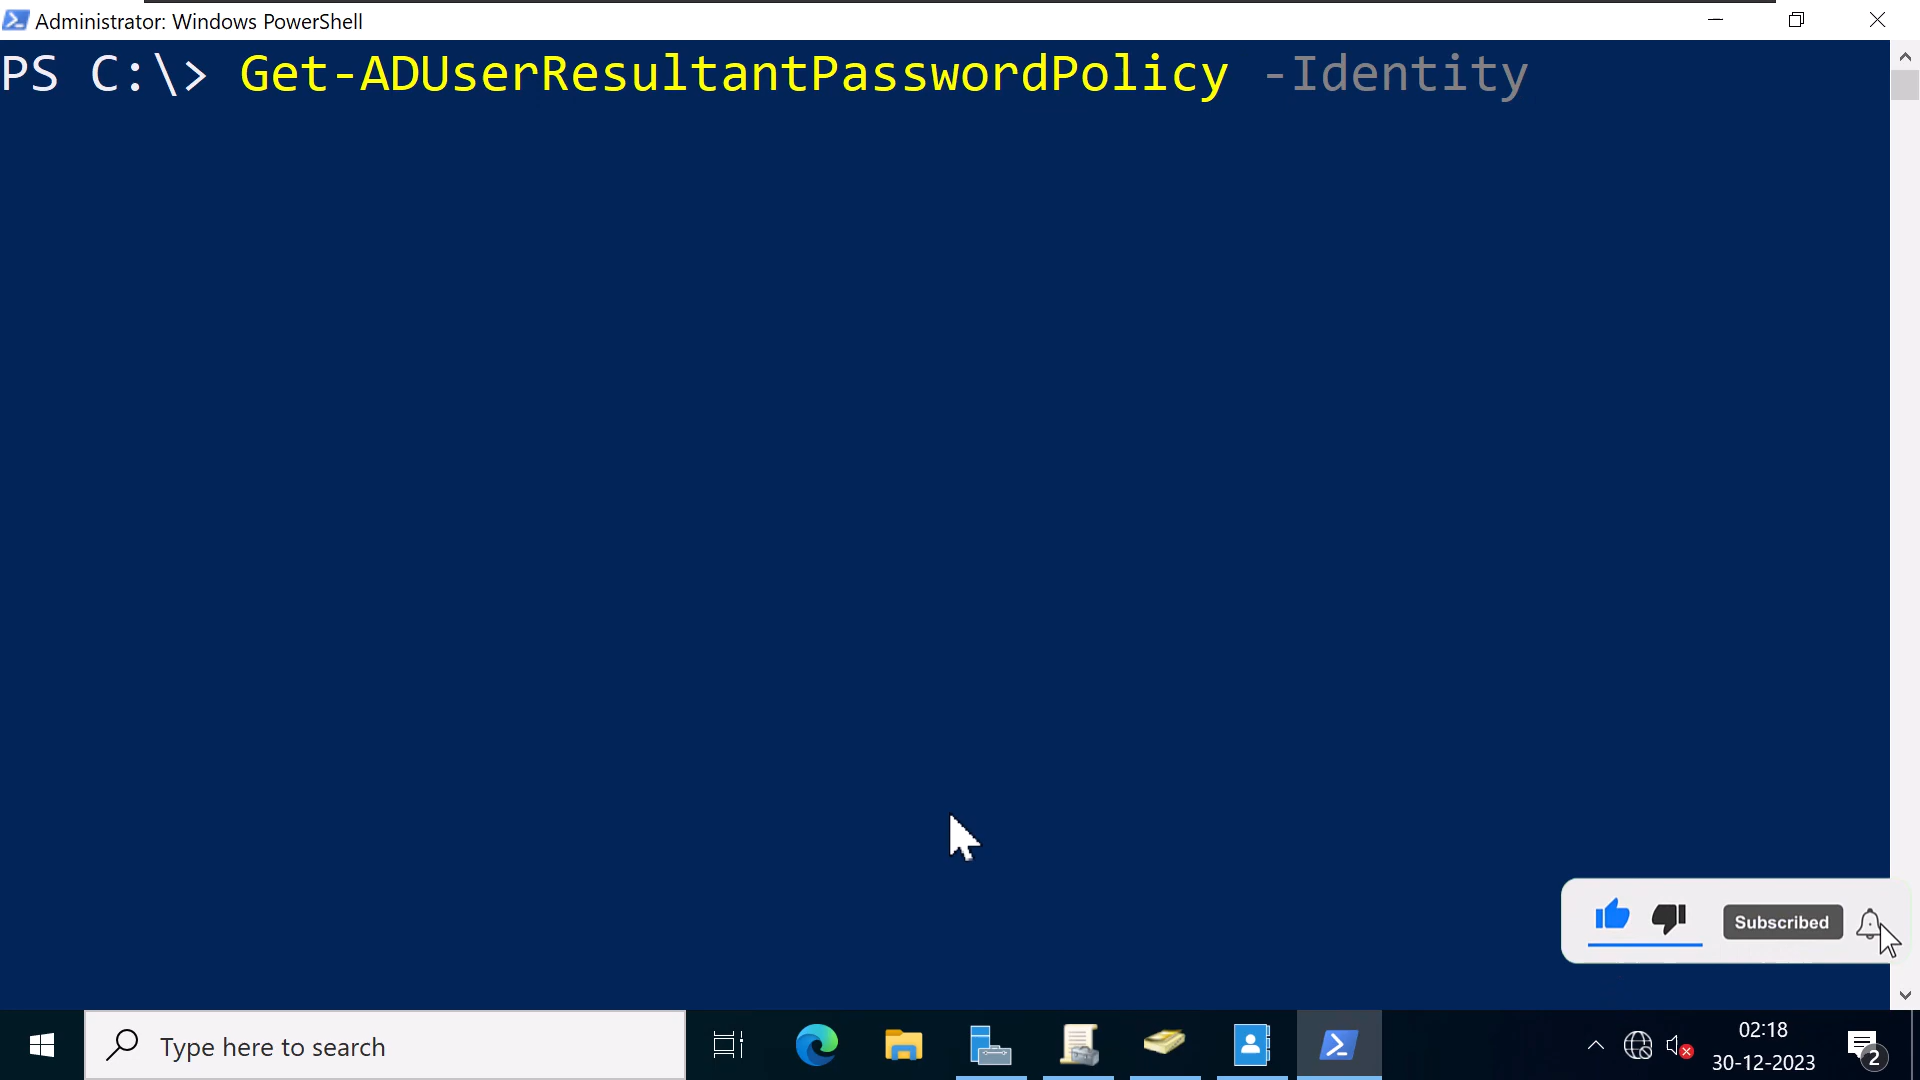 Administrator: Windows PowerShell
PS C:\> Get-ADUserResultantPasswordPolicy -Identity
Subscribed
Type here to search
02:18
30-12-2023
2